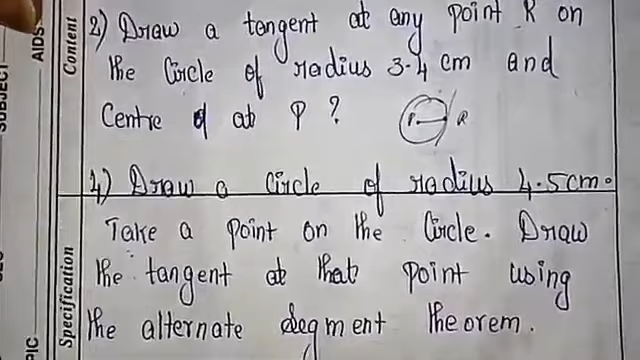 Content
AIDS
SUBJECT
2) Draw a tangent at any point R on
the Circle of radius 3.4 cm and
Centre at P ?
P R
1) Draw a circle of radius 4.5cm.
Take a point on the Circle. Draw
the tangent at that point using
the alternate segment theorem.
Specification
PIC